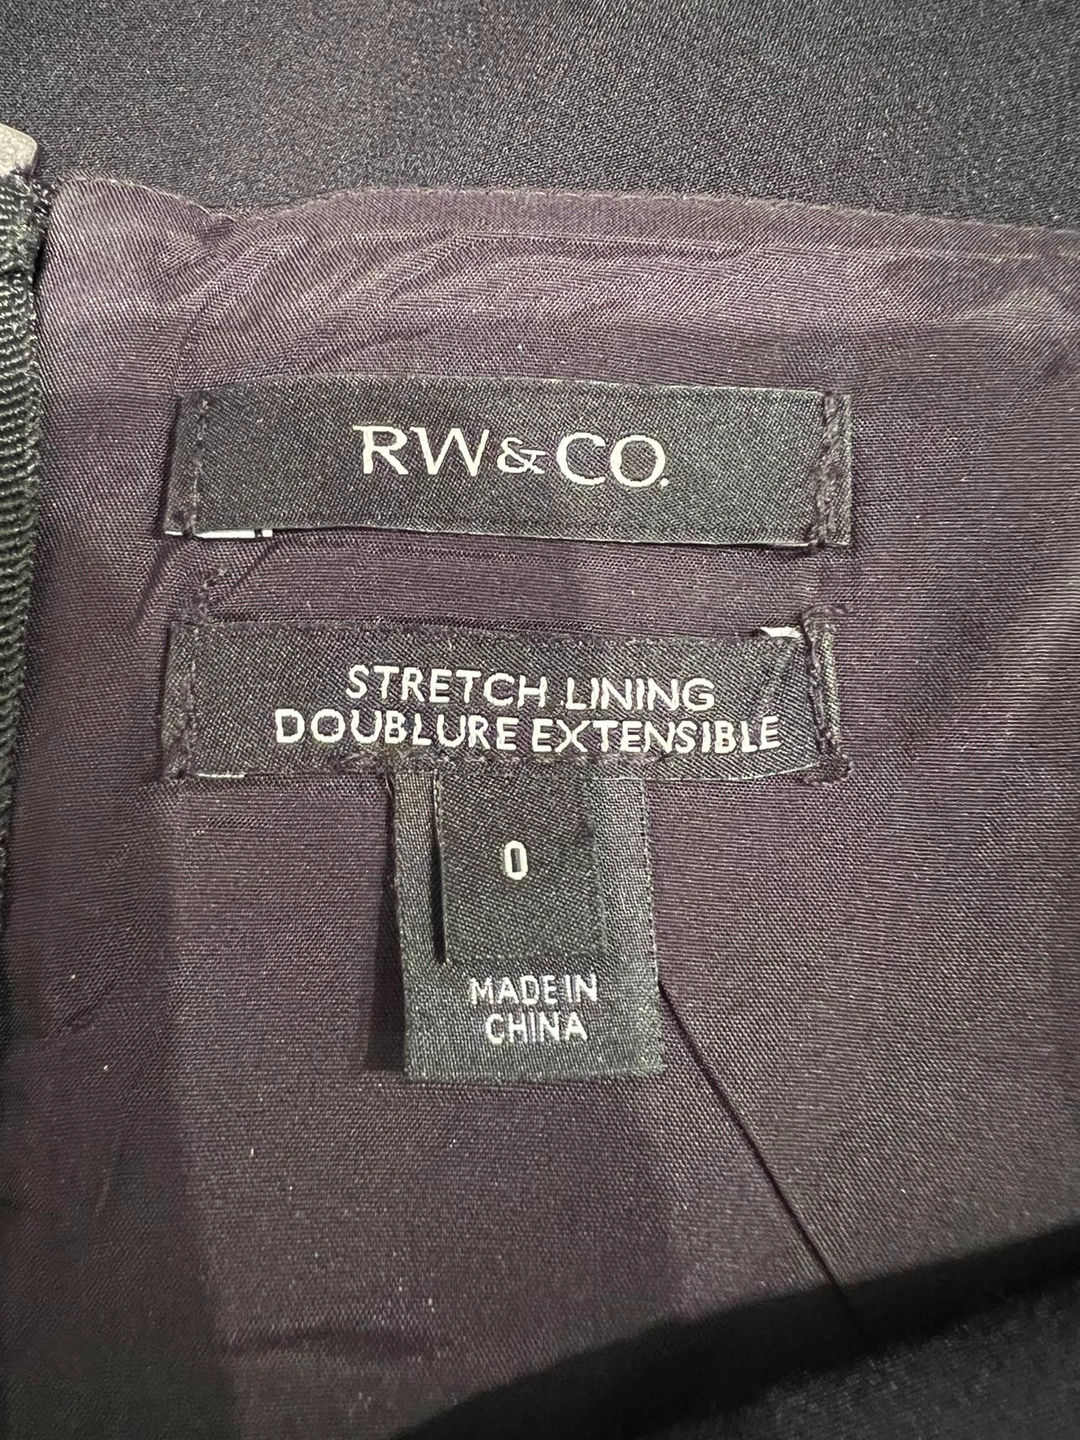 RW&CO.
STRETCH LINING
DOUBLURE EXTENSIBLE
0
MADE IN
CHINA